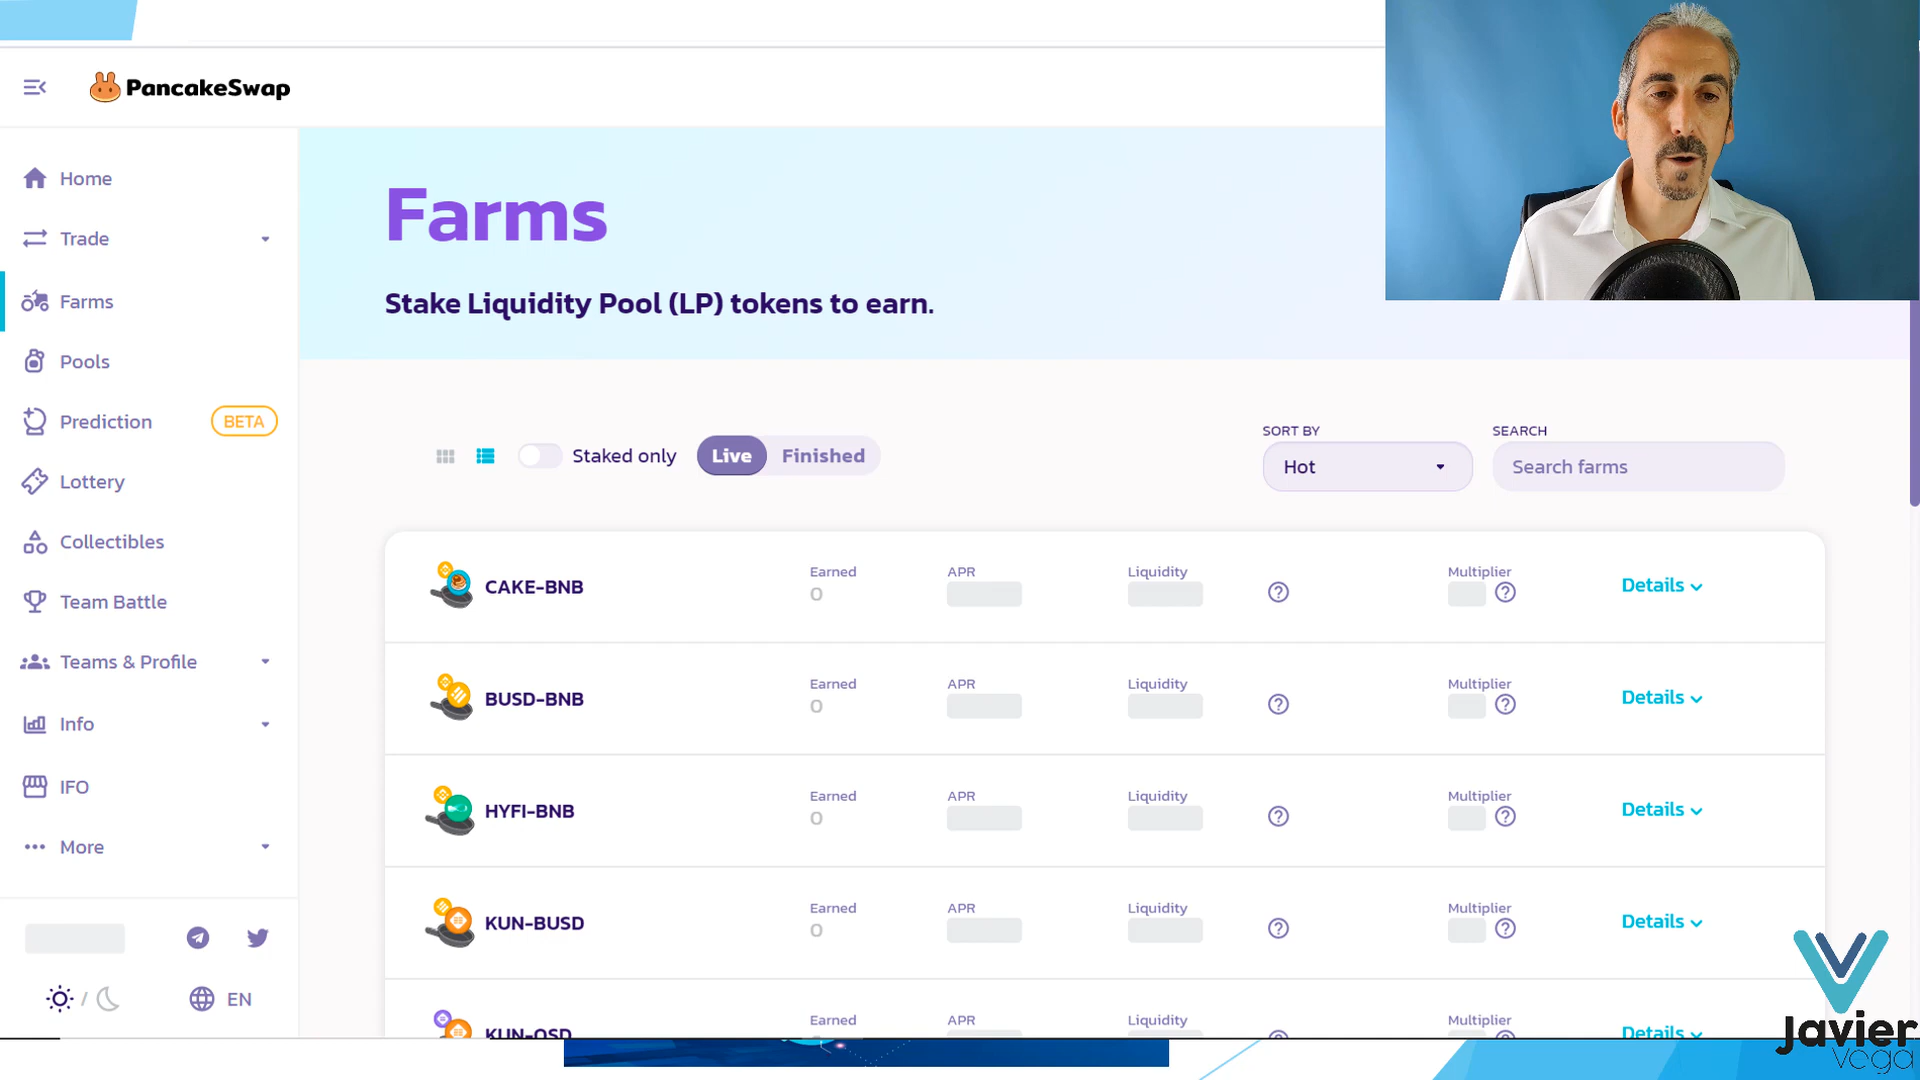 PancakeSwap
Home
Trade
Farms
Pools
Prediction BETA
Lottery
Collectibles
Team Battle
Teams & Profile
Info
IFO
More
/
EN
Farms
Stake Liquidity Pool (LP) tokens to earn.
Staked only
Live Finished
SORT BY
Hot
SEARCH
Search farms
CAKE-BNB Earned 0 APR Liquidity ? Multiplier ? Details
BUSD-BNB Earned 0 APR Liquidity ? Multiplier ? Details
HYFI-BNB Earned 0 APR Liquidity ? Multiplier ? Details
KUN-BUSD Earned 0 APR Liquidity ? Multiplier ? Details
KUN-QSD Earned APR Liquidity Multiplier Details
Javier
vega